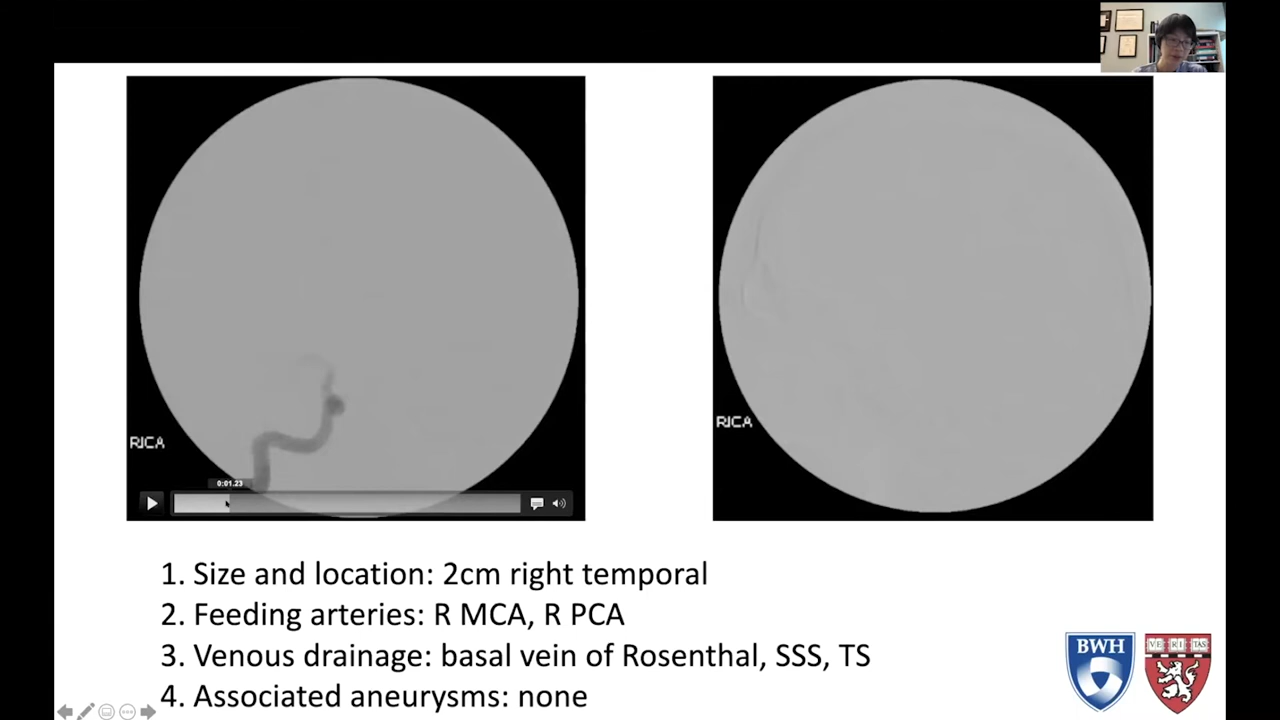 RICA
RICA
0:01.23
1. Size and location: 2cm right temporal
2. Feeding arteries: R MCA, R PCA
3. Venous drainage: basal vein of Rosenthal, SSS, TS
4. Associated aneurysms: none
BWH
VE RI TAS